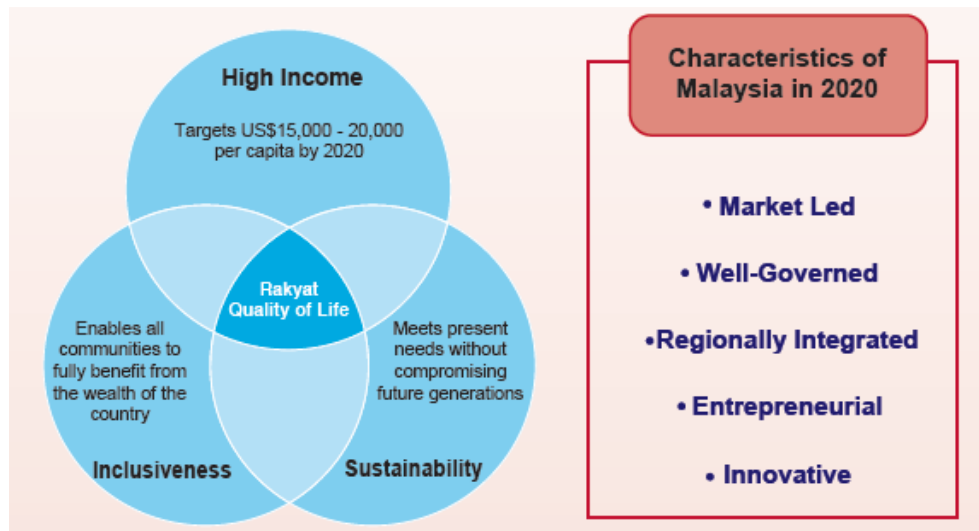 High Income
Targets US$15,000 - 20,000
per capita by 2020
Rakyat
Quality of Life
Enables all
communities to
fully benefit from
the wealth of the
country
Inclusiveness
Meets present
needs without
compromising
future generations
Sustainability
Characteristics of
Malaysia in 2020
• Market Led
• Well-Governed
•Regionally Integrated
• Entrepreneurial
• Innovative